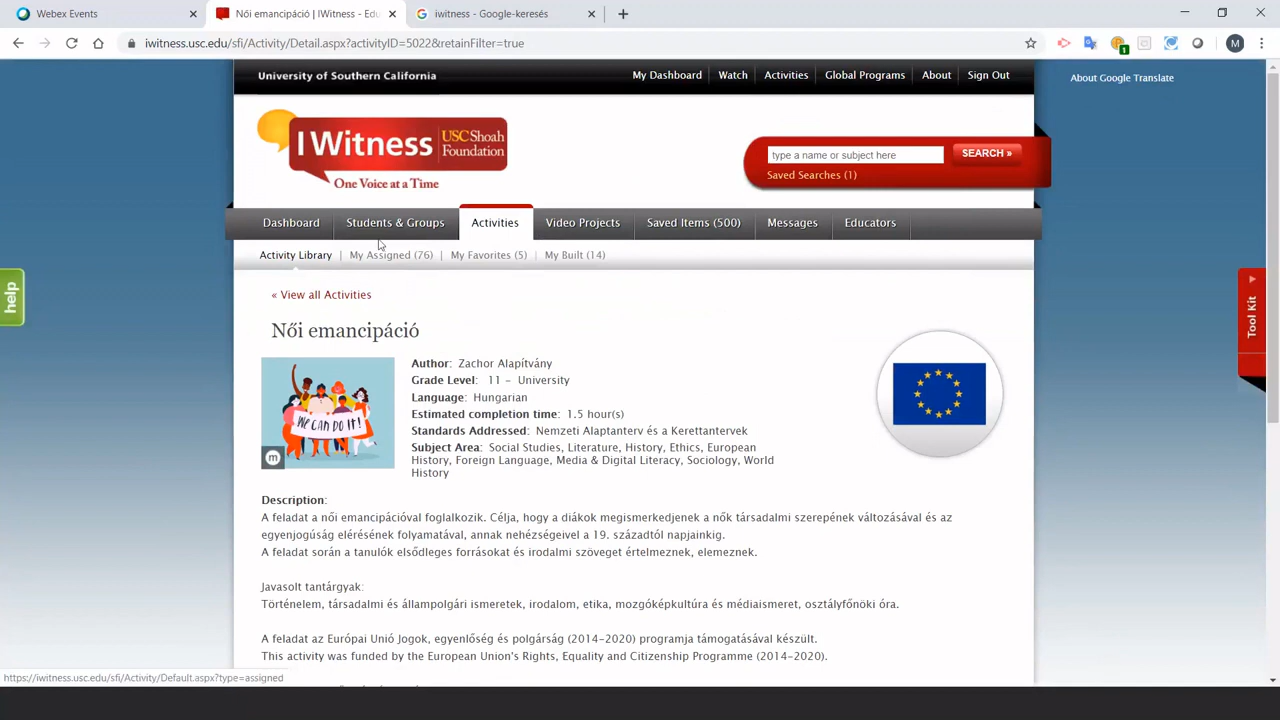 Webex Events
Női emancipáció | IWitness - Edu
iwitness - Google-keresés
iwitness.usc.edu/sfi/Activity/Detail.aspx?activityID=5022&retainFilter=true
1
M
University of Southern California
My Dashboard Watch Activities Global Programs About Sign Out
About Google Translate
IWitness USC Shoah Foundation
One Voice at a Time
type a name or subject here SEARCH »
Saved Searches (1)
Dashboard Students & Groups Activities Video Projects Saved Items (500) Messages Educators
Activity Library | My Assigned (76) | My Favorites (5) | My Built (14)
help
Tool Kit
« View all Activities
Női emancipáció
WE CAN DO IT!
m
Author: Zachor Alapítvány
Grade Level: 11 – University
Language: Hungarian
Estimated completion time: 1.5 hour(s)
Standards Addressed: Nemzeti Alaptanterv és a Kerettantervek
Subject Area: Social Studies, Literature, History, Ethics, European
History, Foreign Language, Media & Digital Literacy, Sociology, World
History
Description:
A feladat a női emancipációval foglalkozik. Célja, hogy a diákok megismerkedjenek a nők társadalmi szerepének változásával és az
egyenjogúság elérésének folyamatával, annak nehézségeivel a 19. századtól napjainkig.
A feladat során a tanulók elsődleges forrásokat és irodalmi szöveget értelmeznek, elemeznek.
Javasolt tantárgyak:
Történelem, társadalmi és állampolgári ismeretek, irodalom, etika, mozgóképkultúra és médiaismeret, osztályfőnöki óra.
A feladat az Európai Unió Jogok, egyenlőség és polgárság (2014-2020) programja támogatásával készült.
This activity was funded by the European Union's Rights, Equality and Citizenship Programme (2014-2020).
https://iwitness.usc.edu/sfi/Activity/Default.aspx?type=assigned